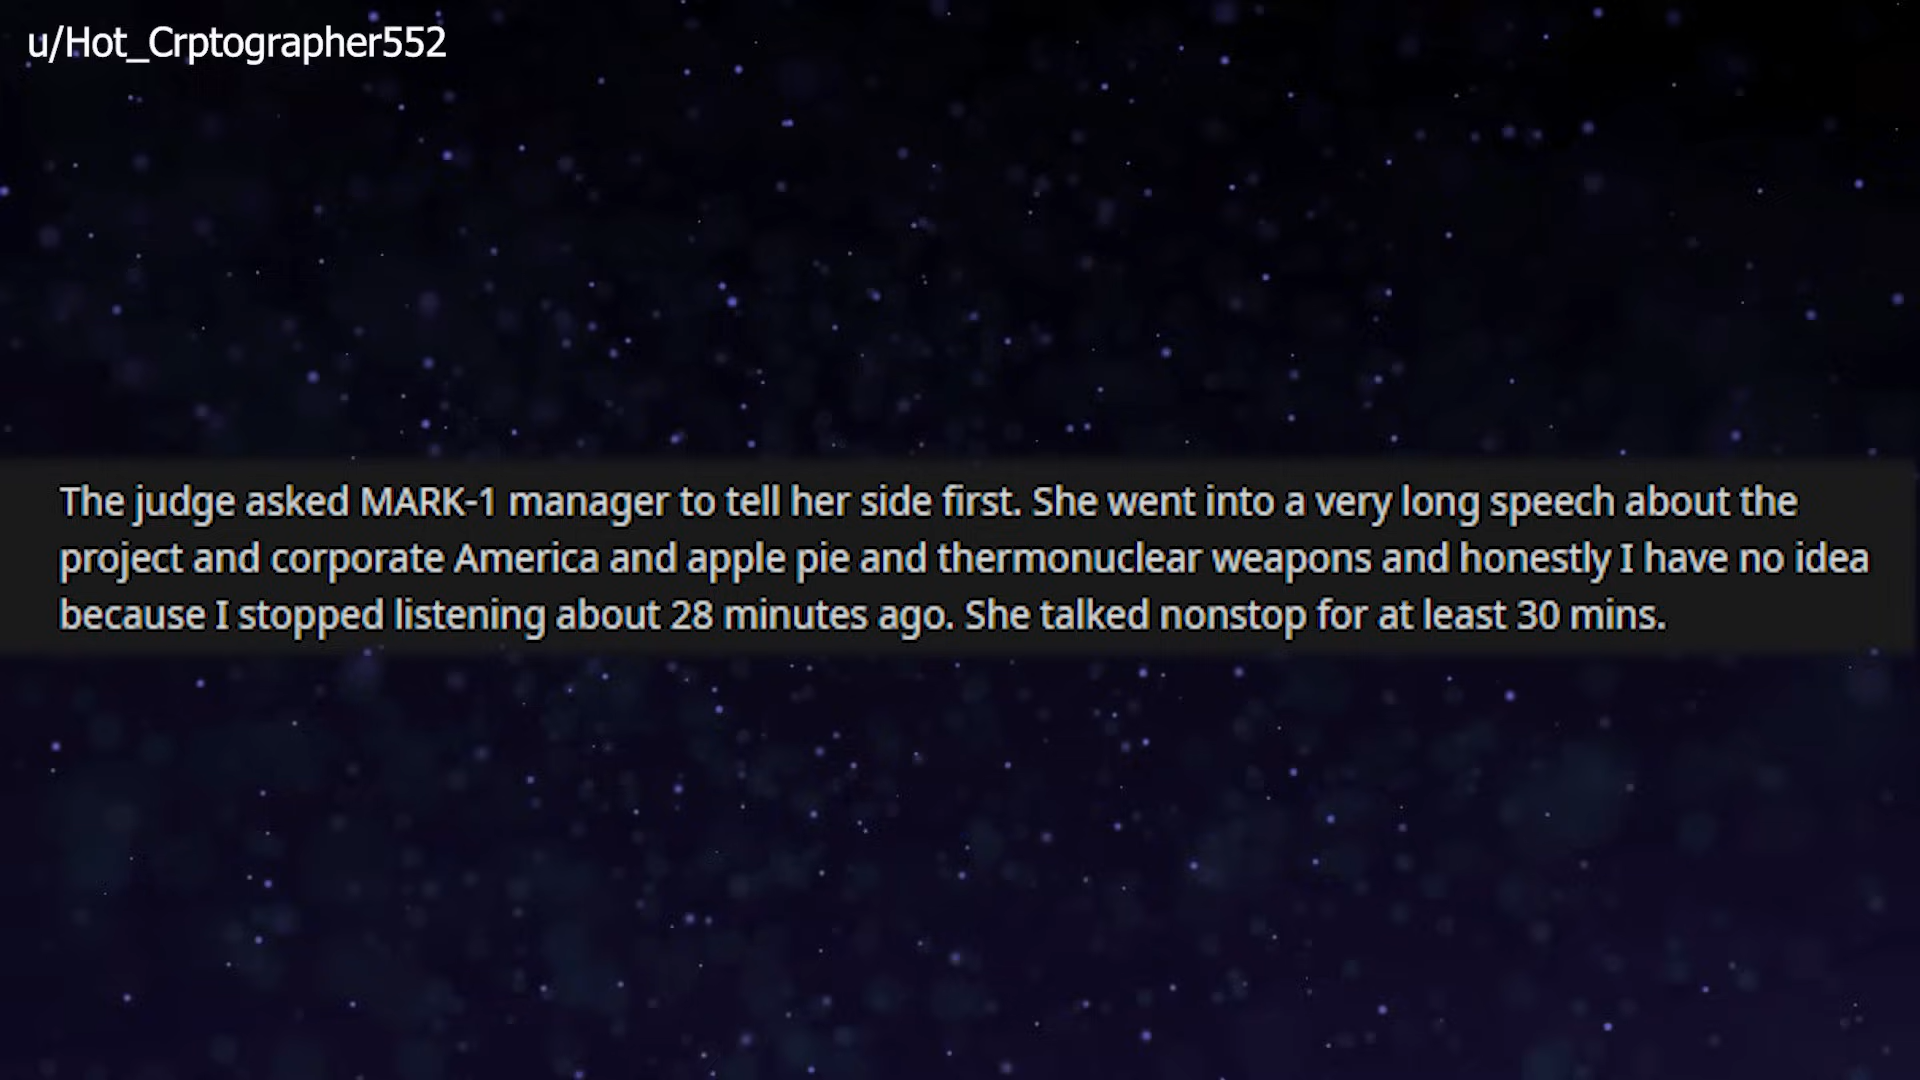 u/Hot_Crptographer552
The judge asked MARK-1 manager to tell her side first. She went into a very long speech about the
project and corporate America and apple pie and thermonuclear weapons and honestly I have no idea
because I stopped listening about 28 minutes ago. She talked nonstop for at least 30 mins.